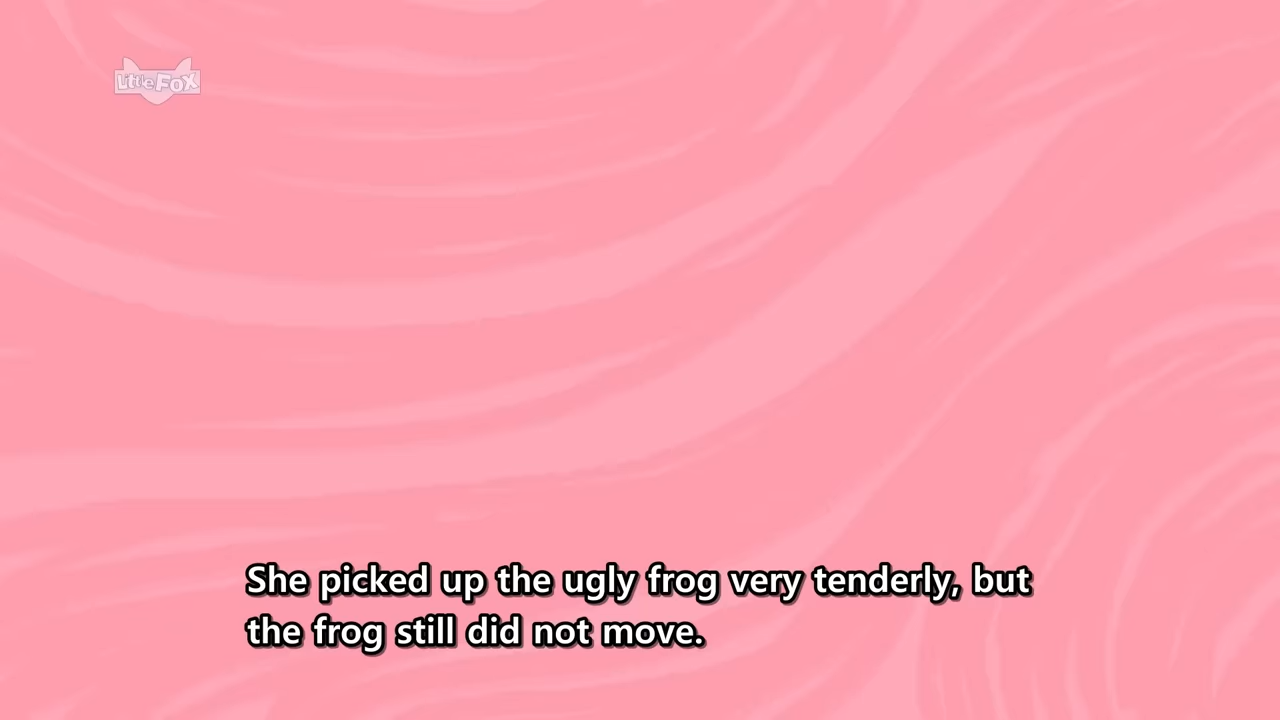 Little Fox
She picked up the ugly frog very tenderly, but
the frog still did not move.